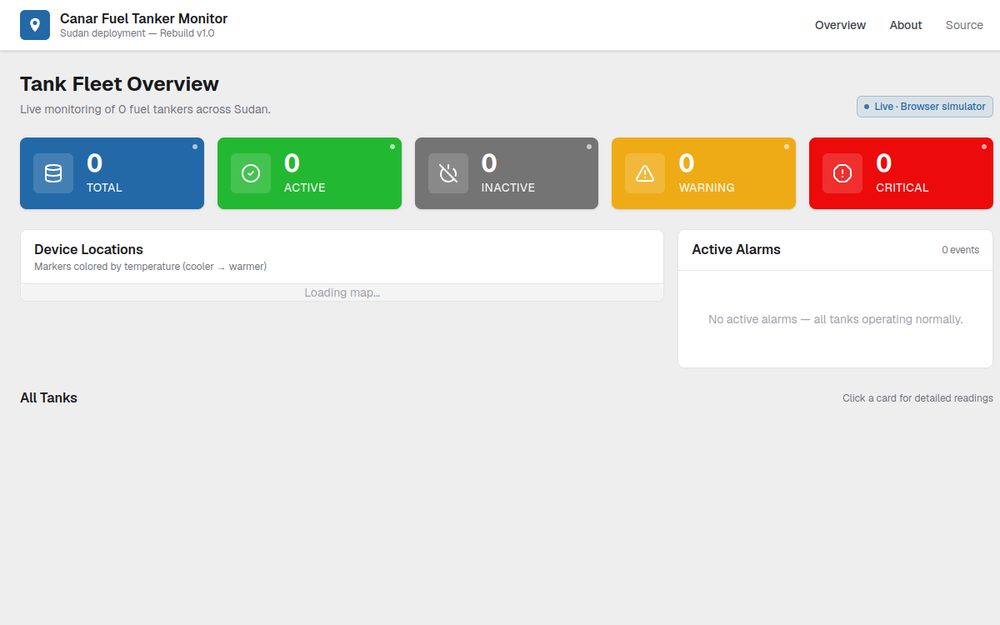 Canar Fuel Tanker Monitor
Sudan deployment — Rebuild v1.0
Overview
About
Source
Tank Fleet Overview
Live monitoring of 0 fuel tankers across Sudan.
Live · Browser simulator
0
TOTAL
0
ACTIVE
0
INACTIVE
0
WARNING
0
CRITICAL
Device Locations
Markers colored by temperature (cooler → warmer)
Loading map…
Active Alarms
0 events
No active alarms — all tanks operating normally.
All Tanks
Click a card for detailed readings